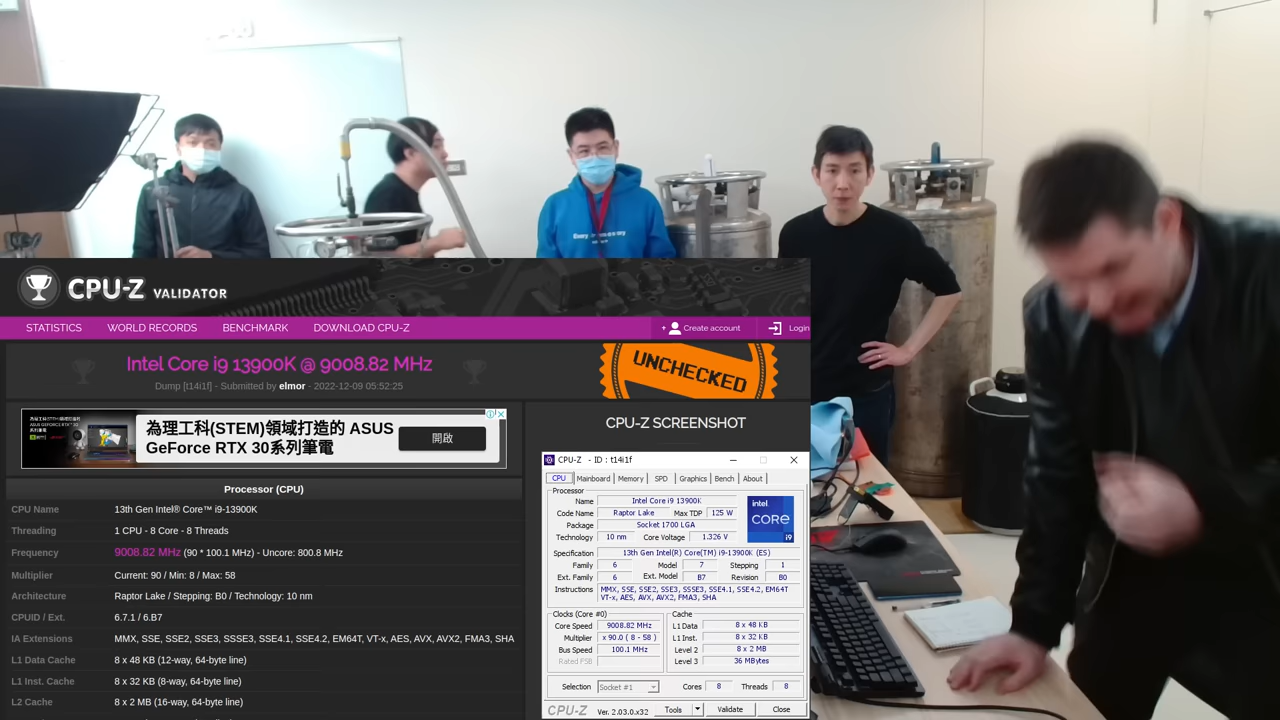 CPU-Z VALIDATOR
STATISTICS WORLD RECORDS BENCHMARK DOWNLOAD CPU-Z
+ Create account Login
Intel Core i9 13900K @ 9008.82 MHz
Dump [t14i1f] - Submitted by elmor - 2022-12-09 05:52:25
UNCHECKED
為理工科(STEM)領域打造的 ASUS
GeForce RTX 30系列筆電
開啟
Processor (CPU)
CPU Name 13th Gen Intel® Core™ i9-13900K
Threading 1 CPU - 8 Core - 8 Threads
Frequency 9008.82 MHz (90 * 100.1 MHz) - Uncore: 800.8 MHz
Multiplier Current: 90 / Min: 8 / Max: 58
Architecture Raptor Lake / Stepping: B0 / Technology: 10 nm
CPUID / Ext. 6.7.1 / 6.B7
IA Extensions MMX, SSE, SSE2, SSE3, SSSE3, SSE4.1, SSE4.2, EM64T, VT-x, AES, AVX, AVX2, FMA3, SHA
L1 Data Cache 8 x 48 KB (12-way, 64-byte line)
L1 Inst. Cache 8 x 32 KB (8-way, 64-byte line)
L2 Cache 8 x 2 MB (16-way, 64-byte line)
CPU-Z SCREENSHOT
CPU-Z - ID : t14i1f
CPU Mainboard Memory SPD Graphics Bench About
Processor
Name Intel Core i9 13900K
Code Name Raptor Lake Max TDP 125 W
Package Socket 1700 LGA
Technology 10 nm Core Voltage 1.326 V
intel
CORE
i9
Specification 13th Gen Intel(R) Core(TM) i9-13900K (ES)
Family 6 Model 7 Stepping 1
Ext. Family 6 Ext. Model B7 Revision B0
Instructions MMX, SSE, SSE2, SSE3, SSSE3, SSE4.1, SSE4.2, EM64T
VT-x, AES, AVX, AVX2, FMA3, SHA
Clocks (Core #0)
Core Speed 9008.82 MHz
Multiplier x 90.0 ( 8 - 58 )
Bus Speed 100.1 MHz
Rated FSB
Cache
L1 Data 8 x 48 KB
L1 Inst. 8 x 32 KB
Level 2 8 x 2 MB
Level 3 36 MBytes
Selection Socket #1 Cores 8 Threads 8
CPU-Z Ver. 2.03.0.x32 Tools Validate Close